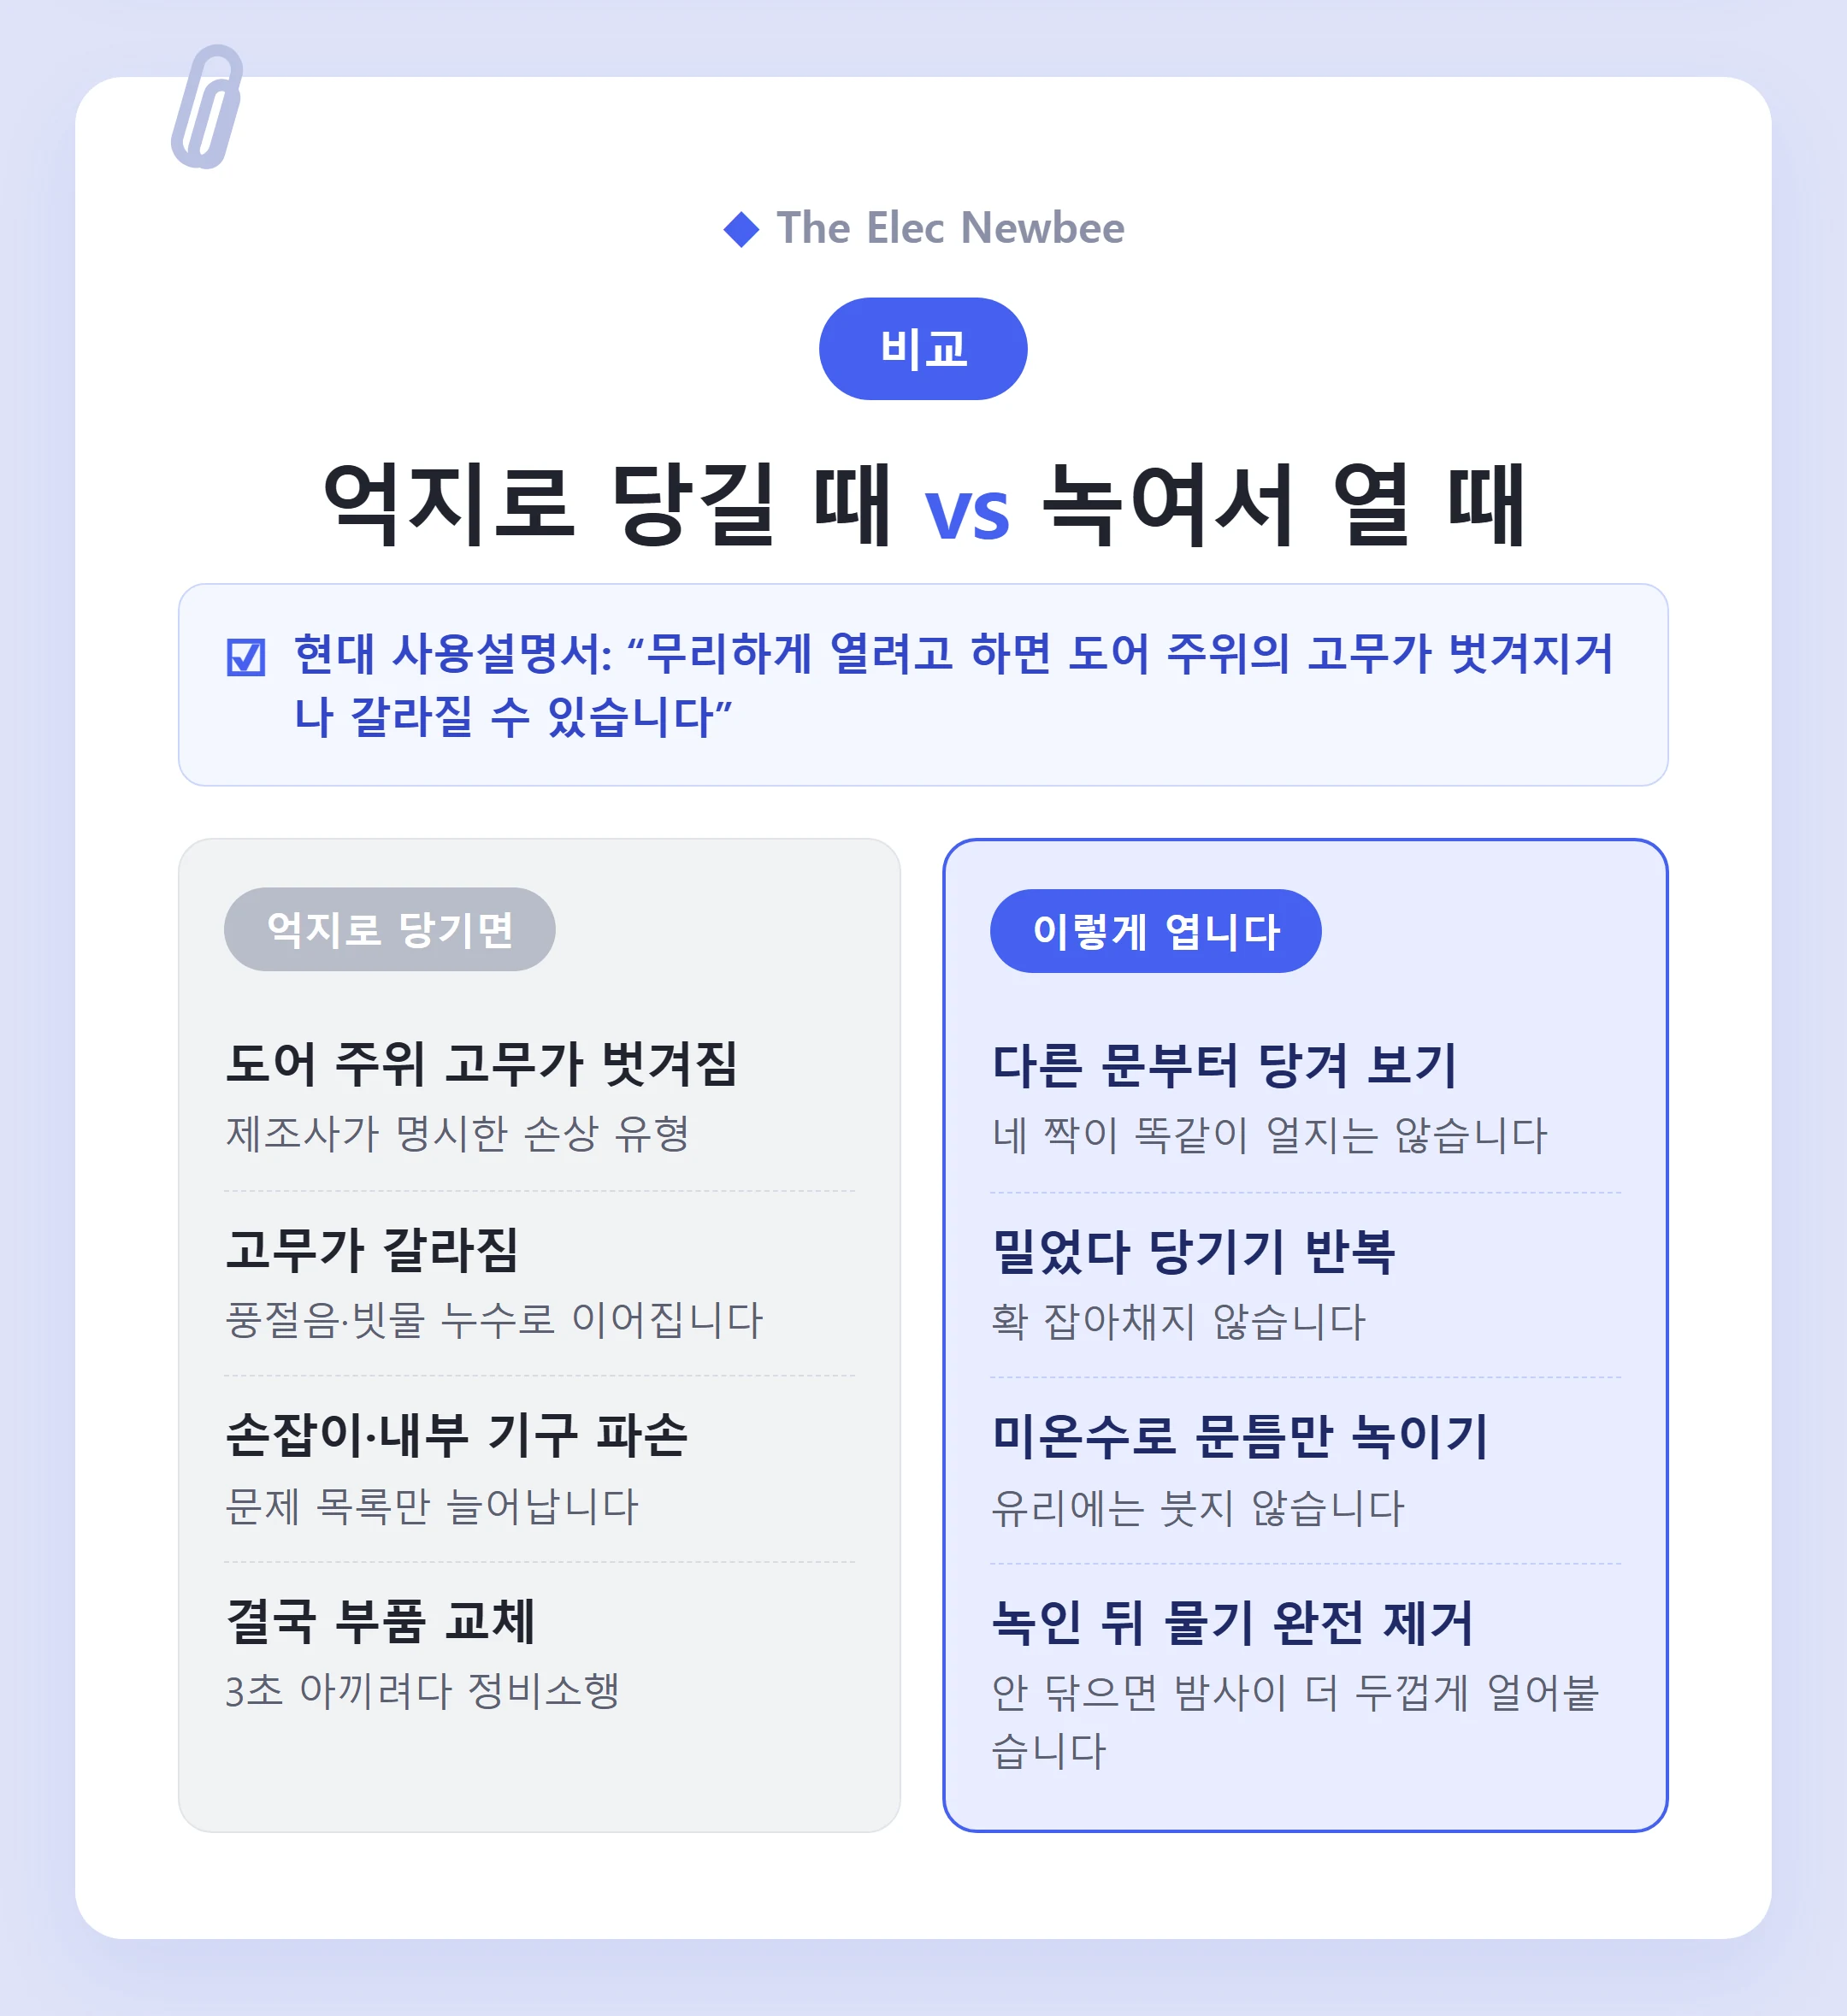 The Elec Newbee
비교
억지로 당길 때 vs 녹여서 열 때
현대 사용설명서: “무리하게 열려고 하면 도어 주위의 고무가 벗겨지거
나 갈라질 수 있습니다”
억지로 당기면
도어 주위 고무가 벗겨짐
제조사가 명시한 손상 유형
고무가 갈라짐
풍절음·빗물 누수로 이어집니다
손잡이·내부 기구 파손
문제 목록만 늘어납니다
결국 부품 교체
3초 아끼려다 정비소행
이렇게 엽니다
다른 문부터 당겨 보기
네 짝이 똑같이 얼지는 않습니다
밀었다 당기기 반복
확 잡아채지 않습니다
미온수로 문틈만 녹이기
유리에는 붓지 않습니다
녹인 뒤 물기 완전 제거
안 닦으면 밤사이 더 두껍게 얼어붙
습니다